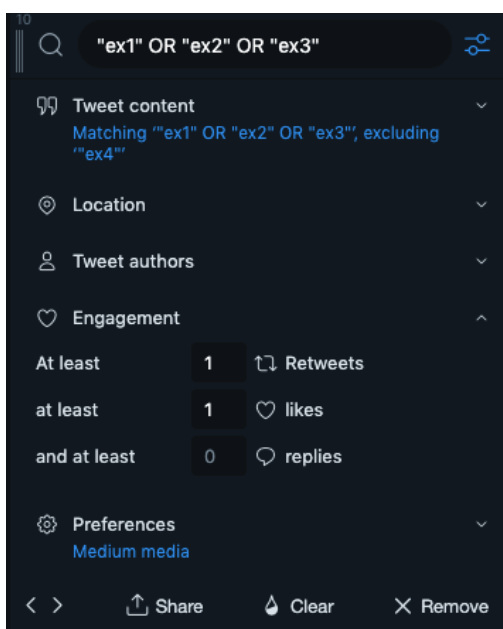 10
"ex1" OR "ex2" OR "ex3"
Tweet content
Matching ‘"ex1" OR "ex2" OR "ex3"’, excluding
‘"ex4"’
Location
Tweet authors
Engagement
At least 1 Retweets
at least 1 likes
and at least 0 replies
Preferences
Medium media
Share Clear Remove